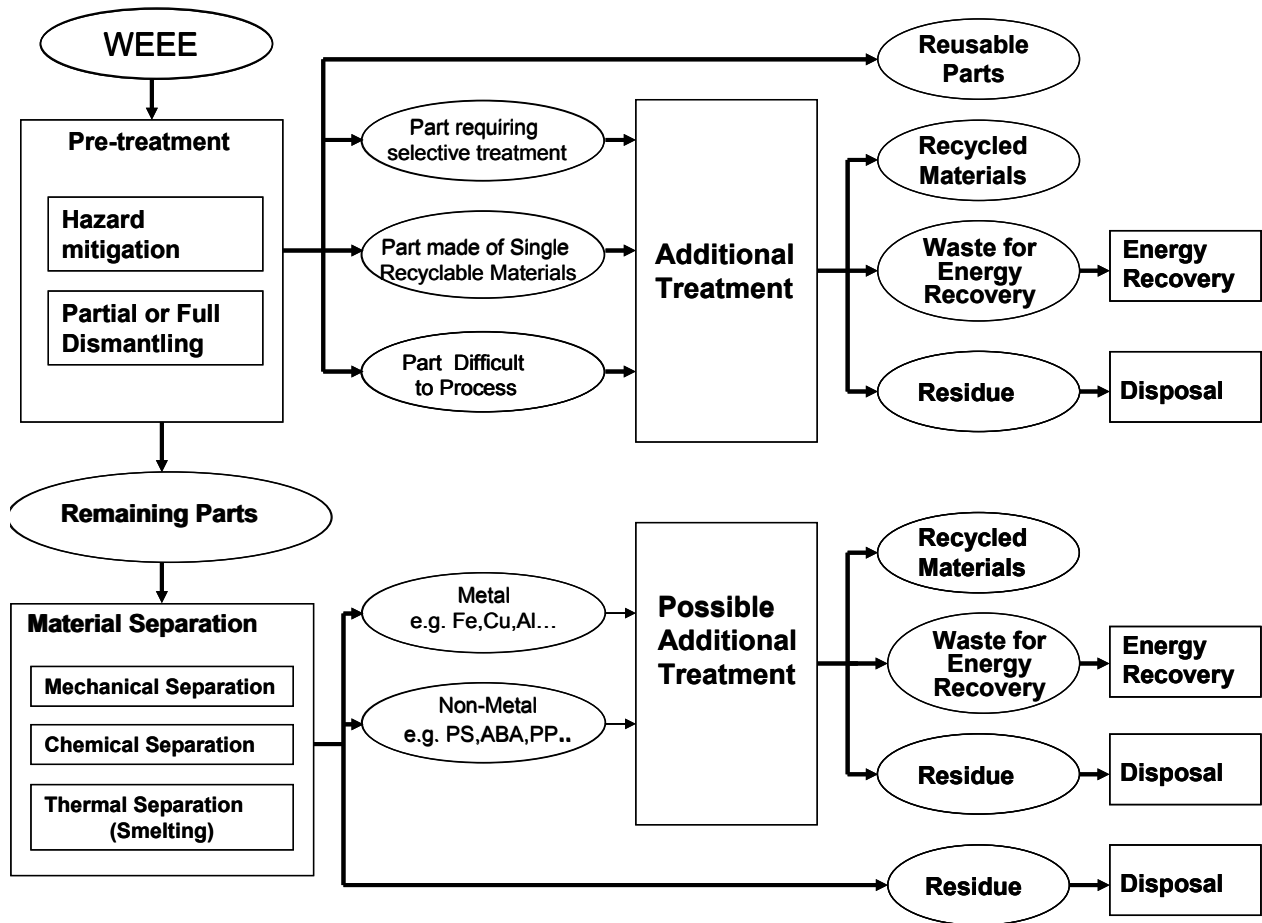 WEEE
Pre-treatment
Hazard
mitigation
Partial or Full
Dismantling
Part requiring
selective treatment
Part made of Single
Recyclable Materials
Part Difficult
to Process
Additional
Treatment
Reusable
Parts
Recycled
Materials
Waste for
Energy
Recovery
Energy
Recovery
Residue
Disposal
Remaining Parts
Material Separation
Mechanical Separation
Chemical Separation
Thermal Separation
(Smelting)
Metal
e.g. Fe,Cu,Al...
Non-Metal
e.g. PS,ABA,PP..
Possible
Additional
Treatment
Recycled
Materials
Waste for
Energy
Recovery
Energy
Recovery
Residue
Disposal
Residue
Disposal